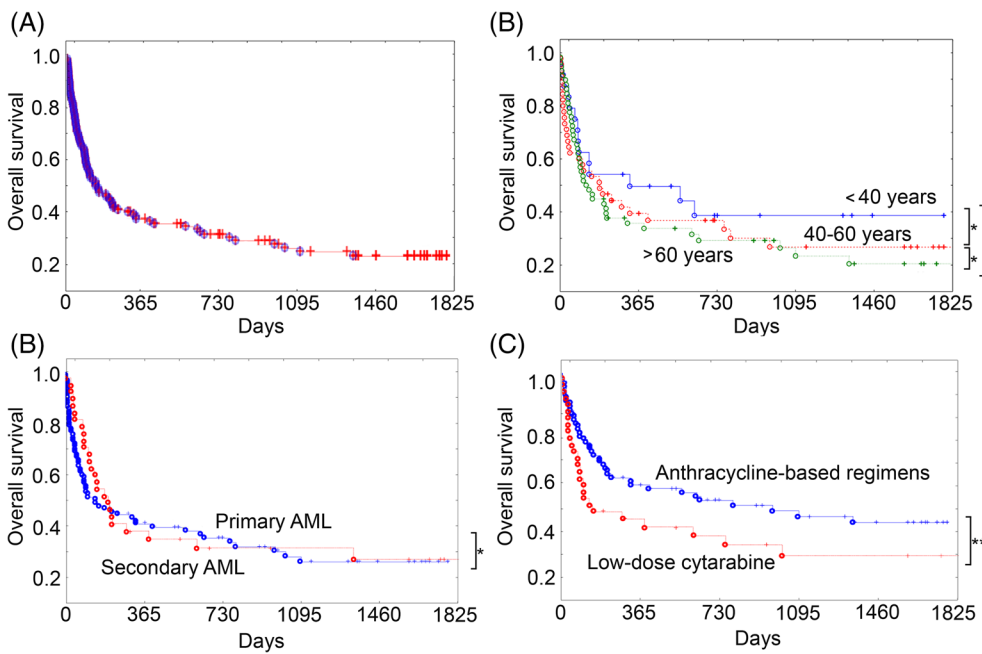 (A)
Overall survival
1.0
0.8
0.6
0.4
0.2
0 365 730 1095 1460 1825
Days
(B)
Overall survival
1.0
0.8
0.6
0.4
0.2
<40 years
40-60 years
>60 years
*
*
0 365 730 1095 1460 1825
Days
(B)
Overall survival
1.0
0.8
0.6
0.4
0.2
Primary AML
Secondary AML
*
0 365 730 1095 1460 1825
Days
(C)
Overall survival
1.0
0.8
0.6
0.4
0.2
Anthracycline-based regimens
Low-dose cytarabine
**
0 365 730 1095 1460 1825
Days